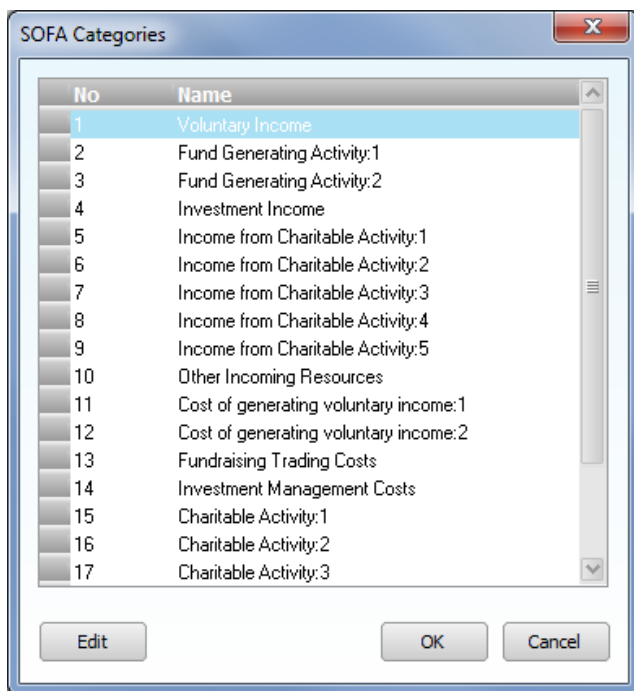 SOFA Categories
No Name
1 Voluntary Income
2 Fund Generating Activity:1
3 Fund Generating Activity:2
4 Investment Income
5 Income from Charitable Activity:1
6 Income from Charitable Activity:2
7 Income from Charitable Activity:3
8 Income from Charitable Activity:4
9 Income from Charitable Activity:5
10 Other Incoming Resources
11 Cost of generating voluntary income:1
12 Cost of generating voluntary income:2
13 Fundraising Trading Costs
14 Investment Management Costs
15 Charitable Activity:1
16 Charitable Activity:2
17 Charitable Activity:3
Edit OK Cancel